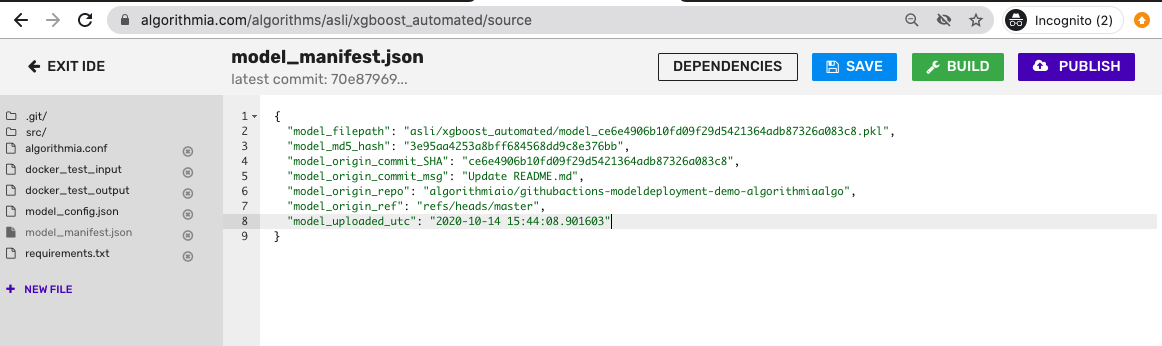 algorithmia.com/algorithms/asli/xgboost_automated/source
Incognito (2)
EXIT IDE
model_manifest.json
latest commit: 70e87969...
DEPENDENCIES
SAVE
BUILD
PUBLISH
.git/
src/
algorithmia.conf
docker_test_input
docker_test_output
model_config.json
model_manifest.json
requirements.txt
+ NEW FILE
1 {
2 "model_filepath": "asli/xgboost_automated/model_ce6e4906b10fd09f29d5421364adb87326a083c8.pkl",
3 "model_md5_hash": "3e95aa4253a8bff684568dd9c8e376bb",
4 "model_origin_commit_SHA": "ce6e4906b10fd09f29d5421364adb87326a083c8",
5 "model_origin_commit_msg": "Update README.md",
6 "model_origin_repo": "algorithmiaio/githubactions-modeldeployment-demo-algorithmiaalgo",
7 "model_origin_ref": "refs/heads/master",
8 "model_uploaded_utc": "2020-10-14 15:44:08.901603"
9 }